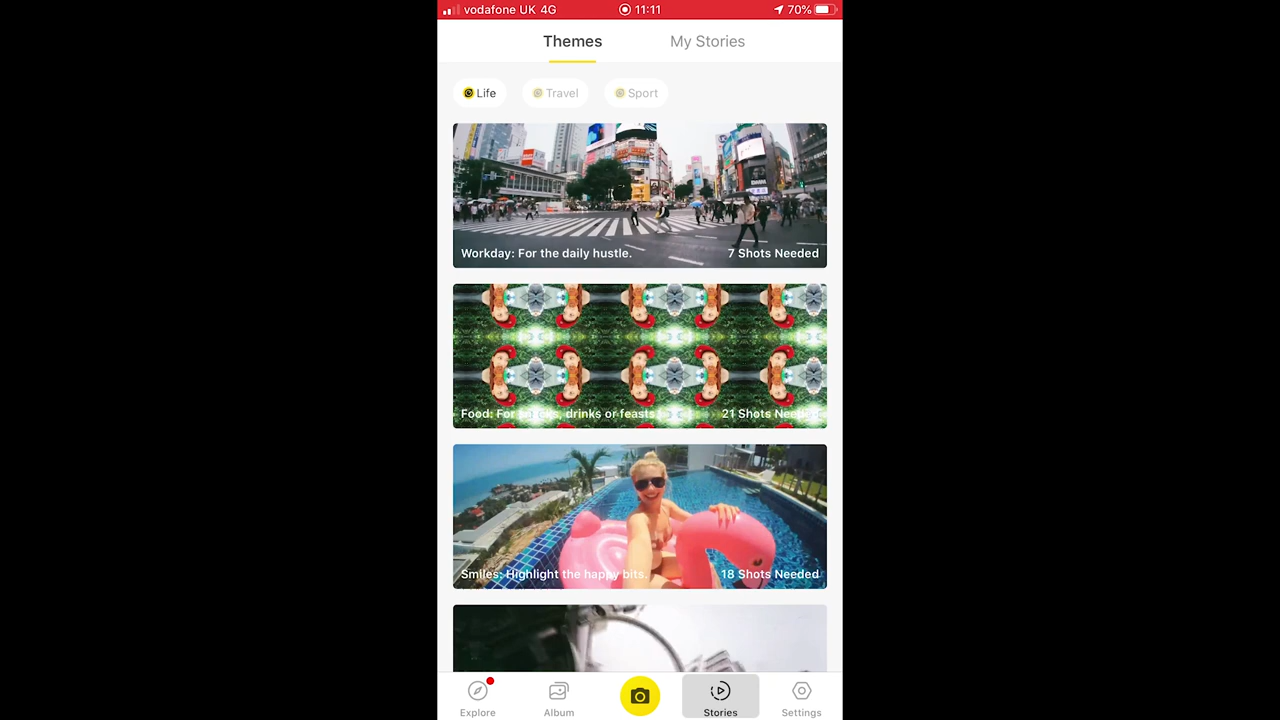 vodafone UK 4G 11:11 70%
Themes My Stories
Life Travel Sport
Workday: For the daily hustle. 7 Shots Needed
Food: For snacks, drinks or feasts. 21 Shots Needed
Smiles: Highlight the happy bits. 18 Shots Needed
Explore Album Stories Settings